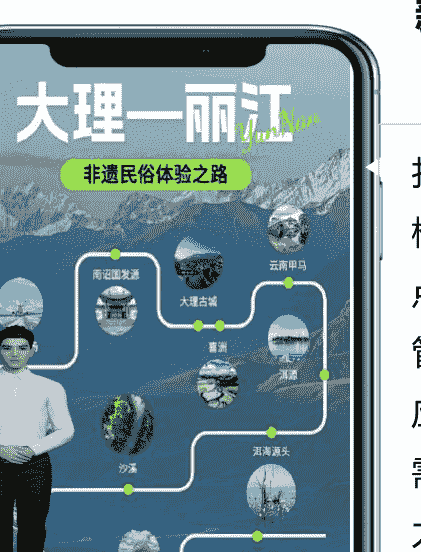 大理—丽江
YunNan
非遗民俗体验之路
云南甲马
南诏国发源
大理古城
喜洲
洱源
洱海源头
沙溪